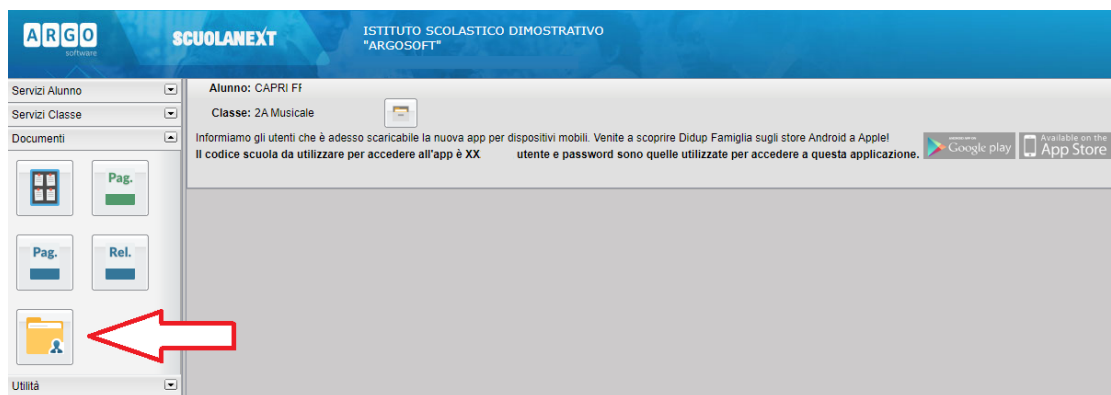 ARGO
software
SCUOLANEXT
ISTITUTO SCOLASTICO DIMOSTRATIVO
"ARGOSOFT"
Servizi Alunno
Servizi Classe
Documenti
Pag.
Pag.
Rel.
Utilità
Alunno: CAPRI FF
Classe: 2A Musicale
Informiamo gli utenti che è adesso scaricabile la nuova app per dispositivi mobili. Venite a scoprire Didup Famiglia sugli store Android a Apple!
Il codice scuola da utilizzare per accedere all'app è XX utente e password sono quelle utilizzate per accedere a questa applicazione.
Google play
Available on the
App Store